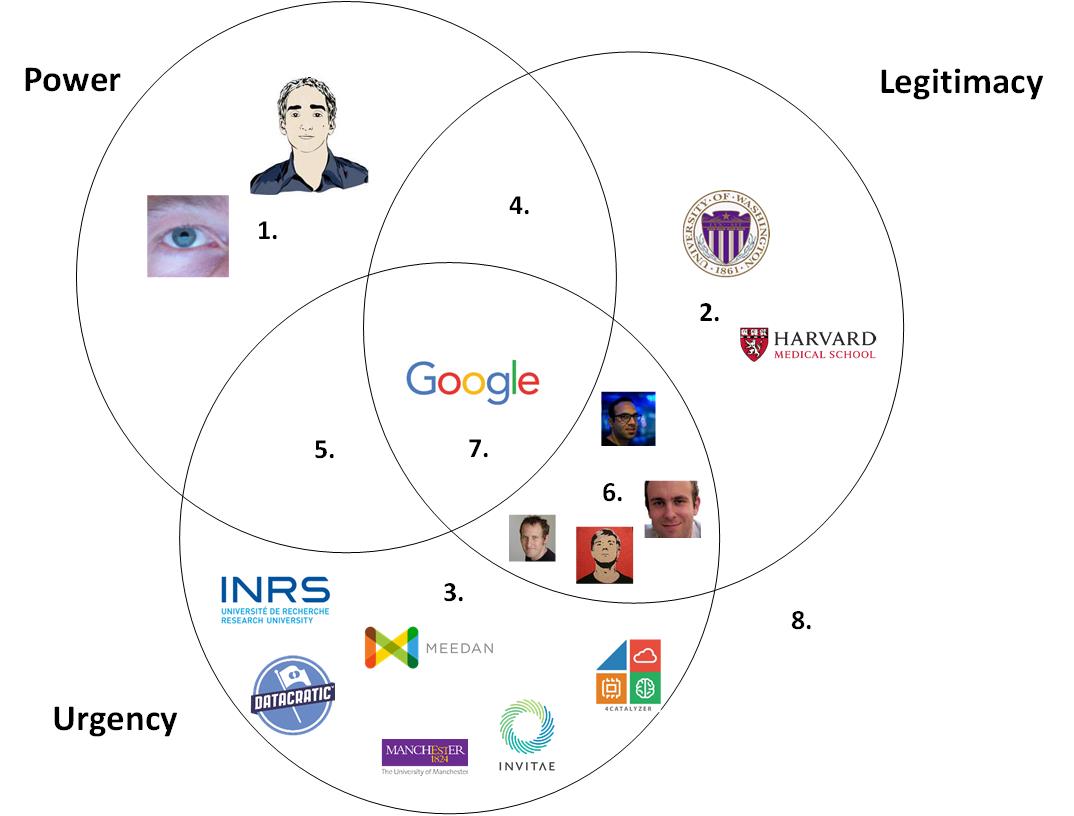 Power
Legitimacy
4.
UNIVERSITY·OF·WASHINGTON
1861
1.
2.
HARVARD
MEDICAL SCHOOL
Google
5.
7.
6.
INRS
UNIVERSITÉ DE RECHERCHE
RESEARCH UNIVERSITY
3.
8.
MEEDAN
DATACRATIC
4CATALYZER
Urgency
MANCHESTER
1824
The University of Manchester
INVITAE